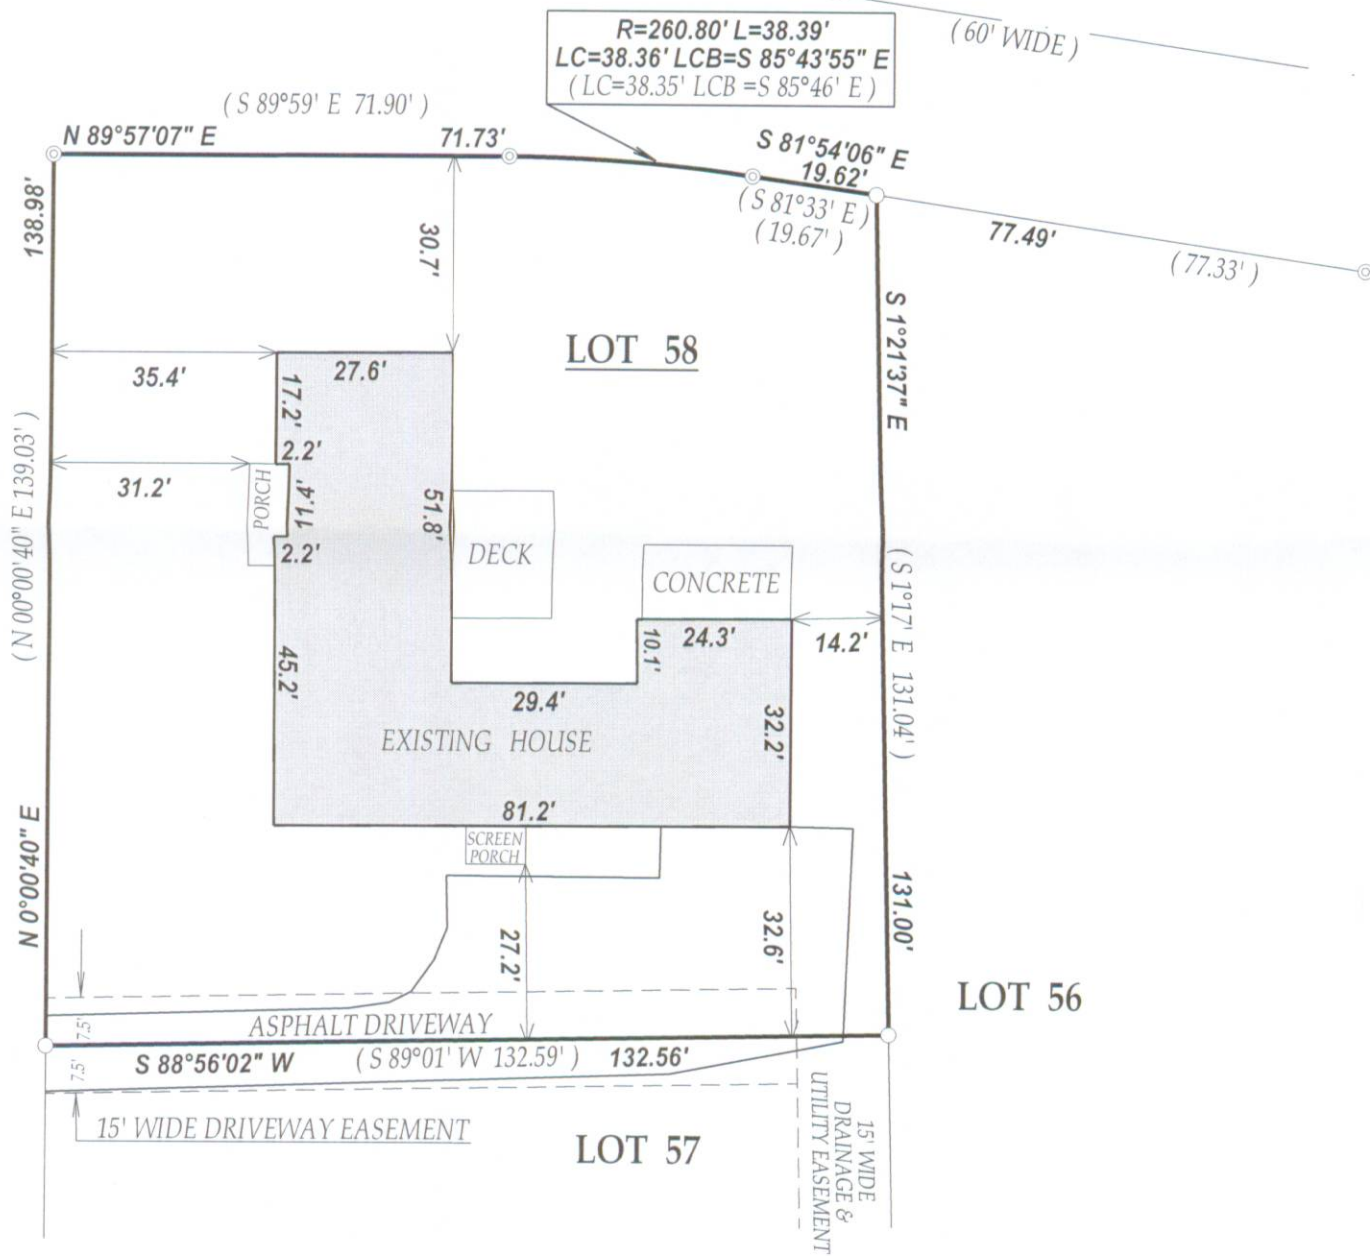 R=260.80' L=38.39'
LC=38.36' LCB=S 85°43'55" E
( LC=38.35' LCB =S 85°46' E )
( 60' WIDE )
( S 89°59' E 71.90' )
N 89°57'07" E
71.73'
S 81°54'06" E
19.62'
( S 81°33' E )
( 19.67' )
77.49'
( 77.33' )
138.98'
30.7'
LOT 58
S 1°21'37" E
35.4'
27.6'
17.2'
2.2'
31.2'
PORCH
11.4'
2.2'
51.8'
DECK
CONCRETE
( N 00°00'40" E 139.03' )
( S 1°17' E 131.04' )
24.3'
10.1'
14.2'
45.2'
29.4'
32.2'
EXISTING HOUSE
81.2'
SCREEN
PORCH
N 0°00'40" E
27.2'
32.6'
131.00'
LOT 56
7.5'
ASPHALT DRIVEWAY
S 88°56'02" W
( S 89°01' W 132.59' )
132.56'
7.5'
15' WIDE DRIVEWAY EASEMENT
LOT 57
15' WIDE
DRAINAGE &
UTILITY EASEMENT